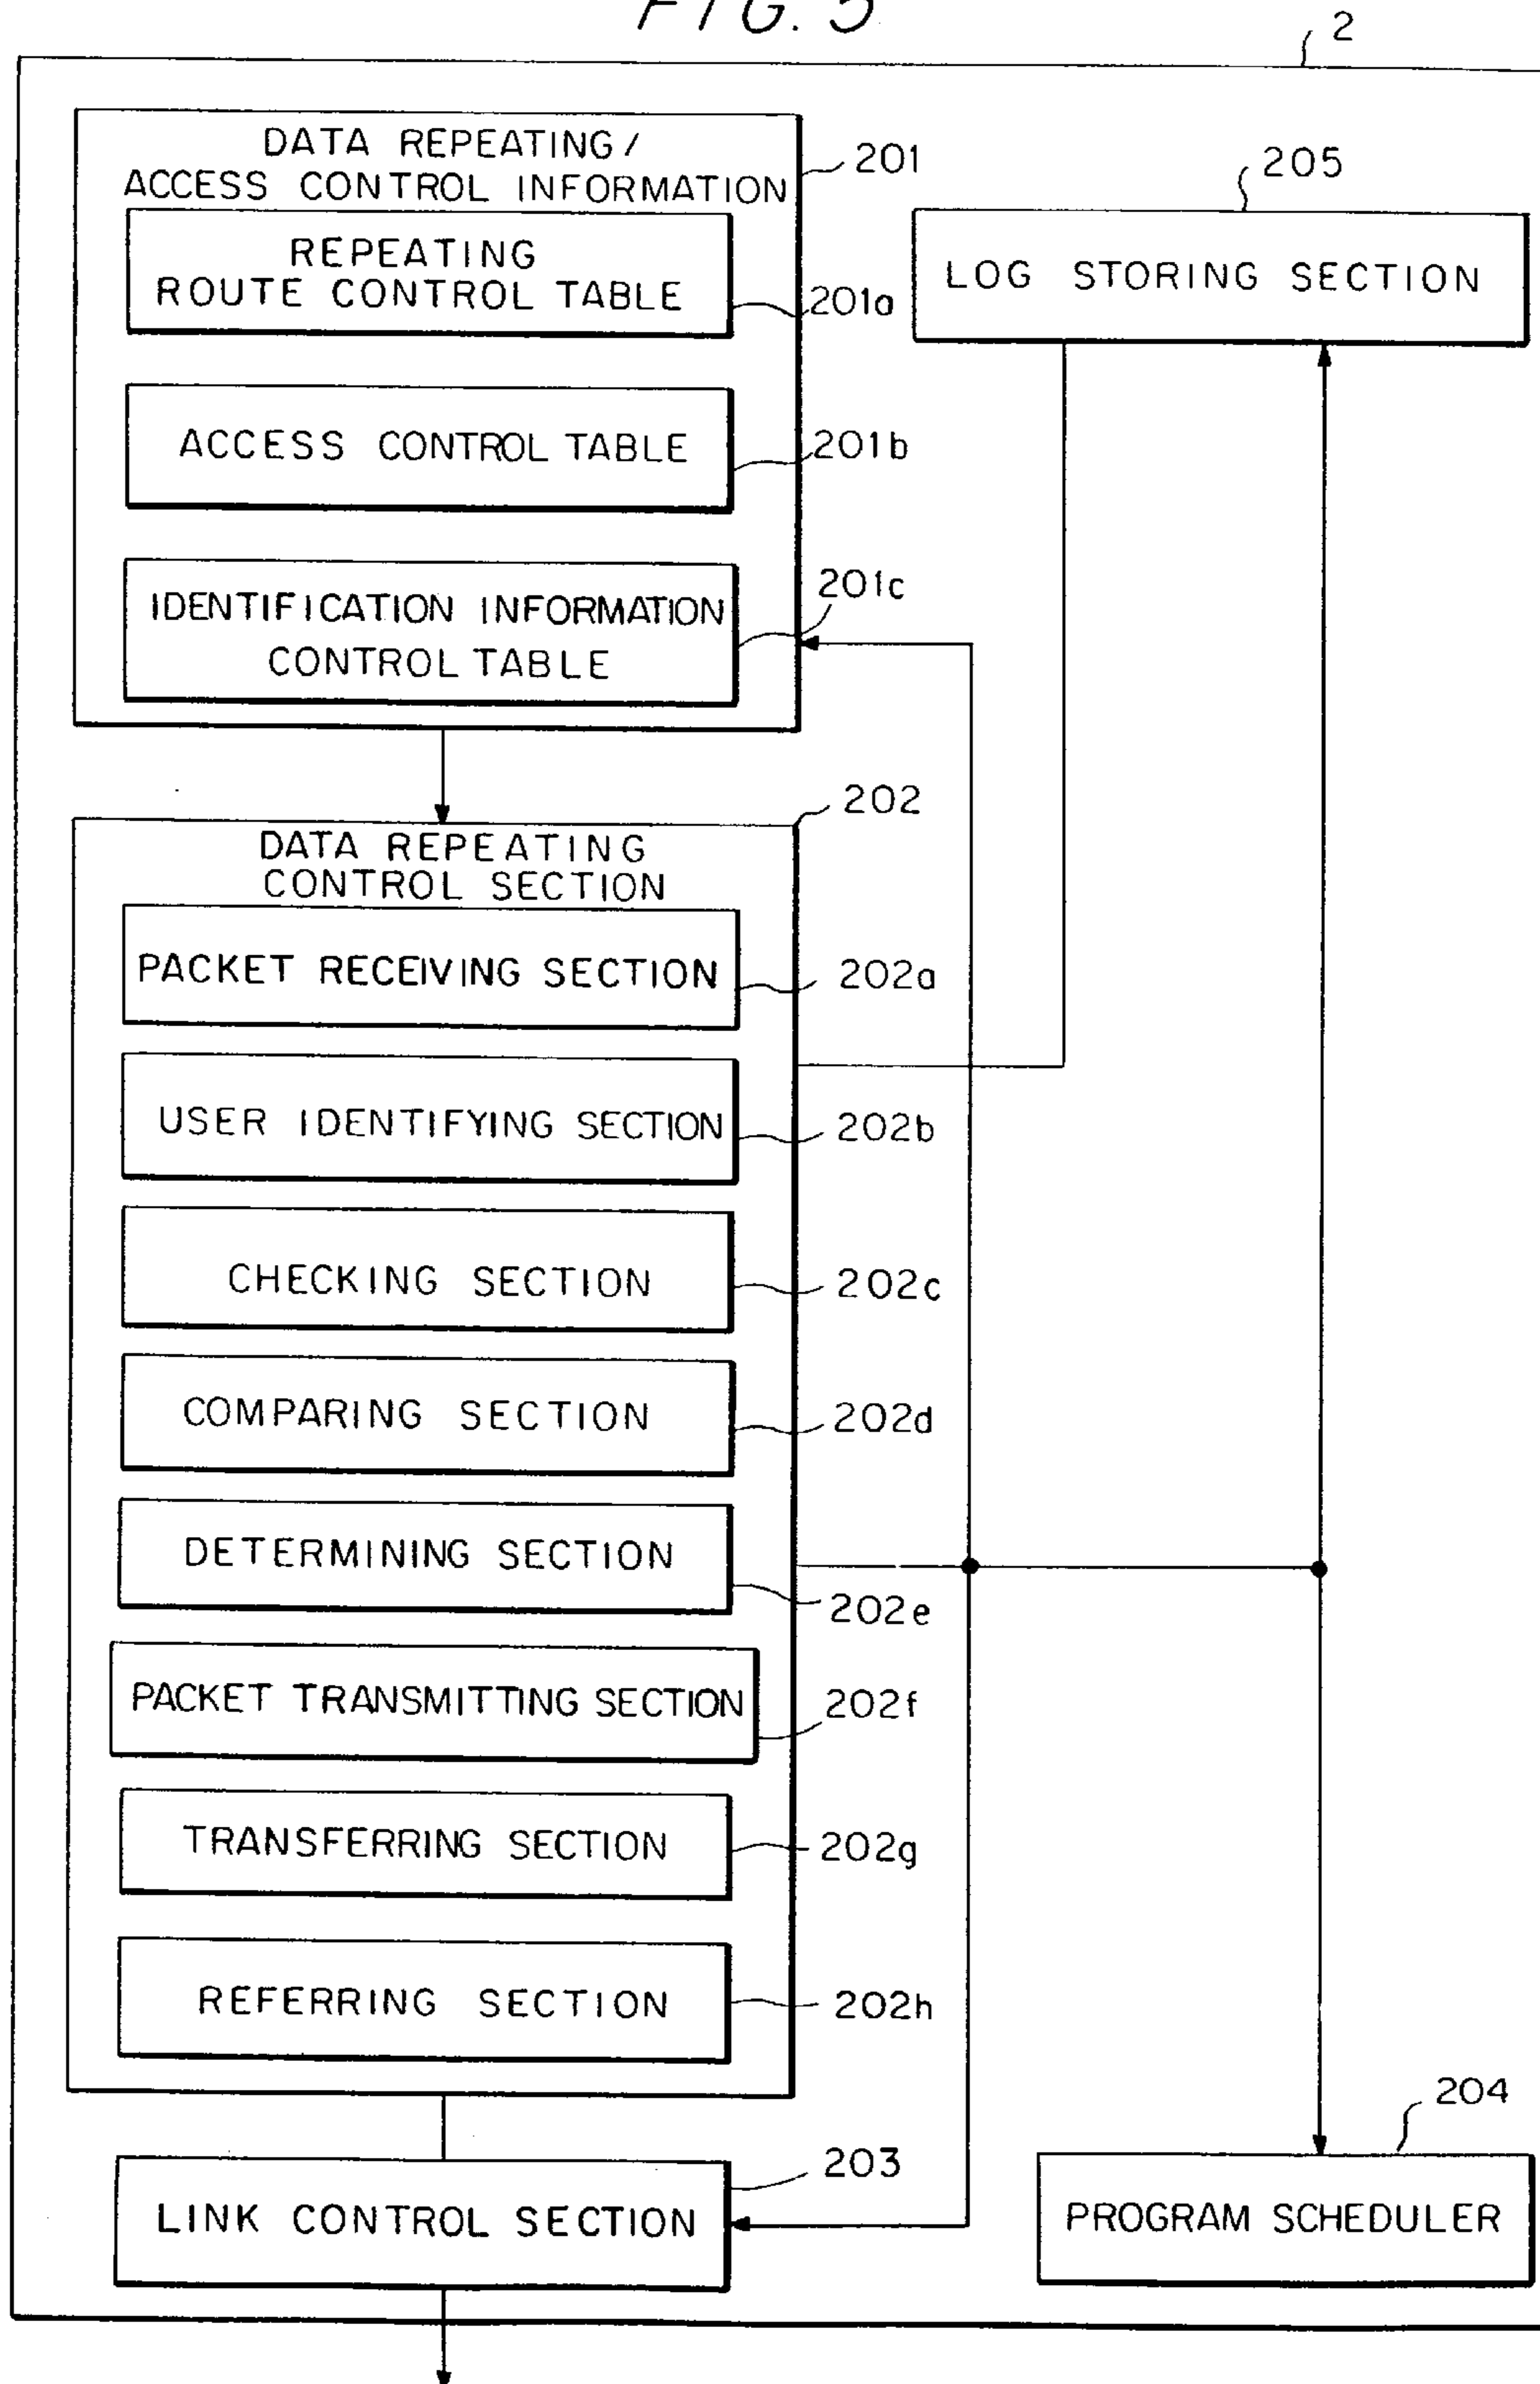 FIG. 5
2
DATA REPEATING/
ACCESS CONTROL INFORMATION
201
REPEATING
ROUTE CONTROL TABLE
201a
ACCESS CONTROL TABLE
201b
IDENTIFICATION INFORMATION
CONTROL TABLE
201c
205
LOG STORING SECTION
202
DATA REPEATING
CONTROL SECTION
PACKET RECEIVING SECTION
202a
USER IDENTIFYING SECTION
202b
CHECKING SECTION
202c
COMPARING SECTION
202d
DETERMINING SECTION
202e
PACKET TRANSMITTING SECTION
202f
TRANSFERRING SECTION
202g
REFERRING SECTION
202h
203
LINK CONTROL SECTION
204
PROGRAM SCHEDULER